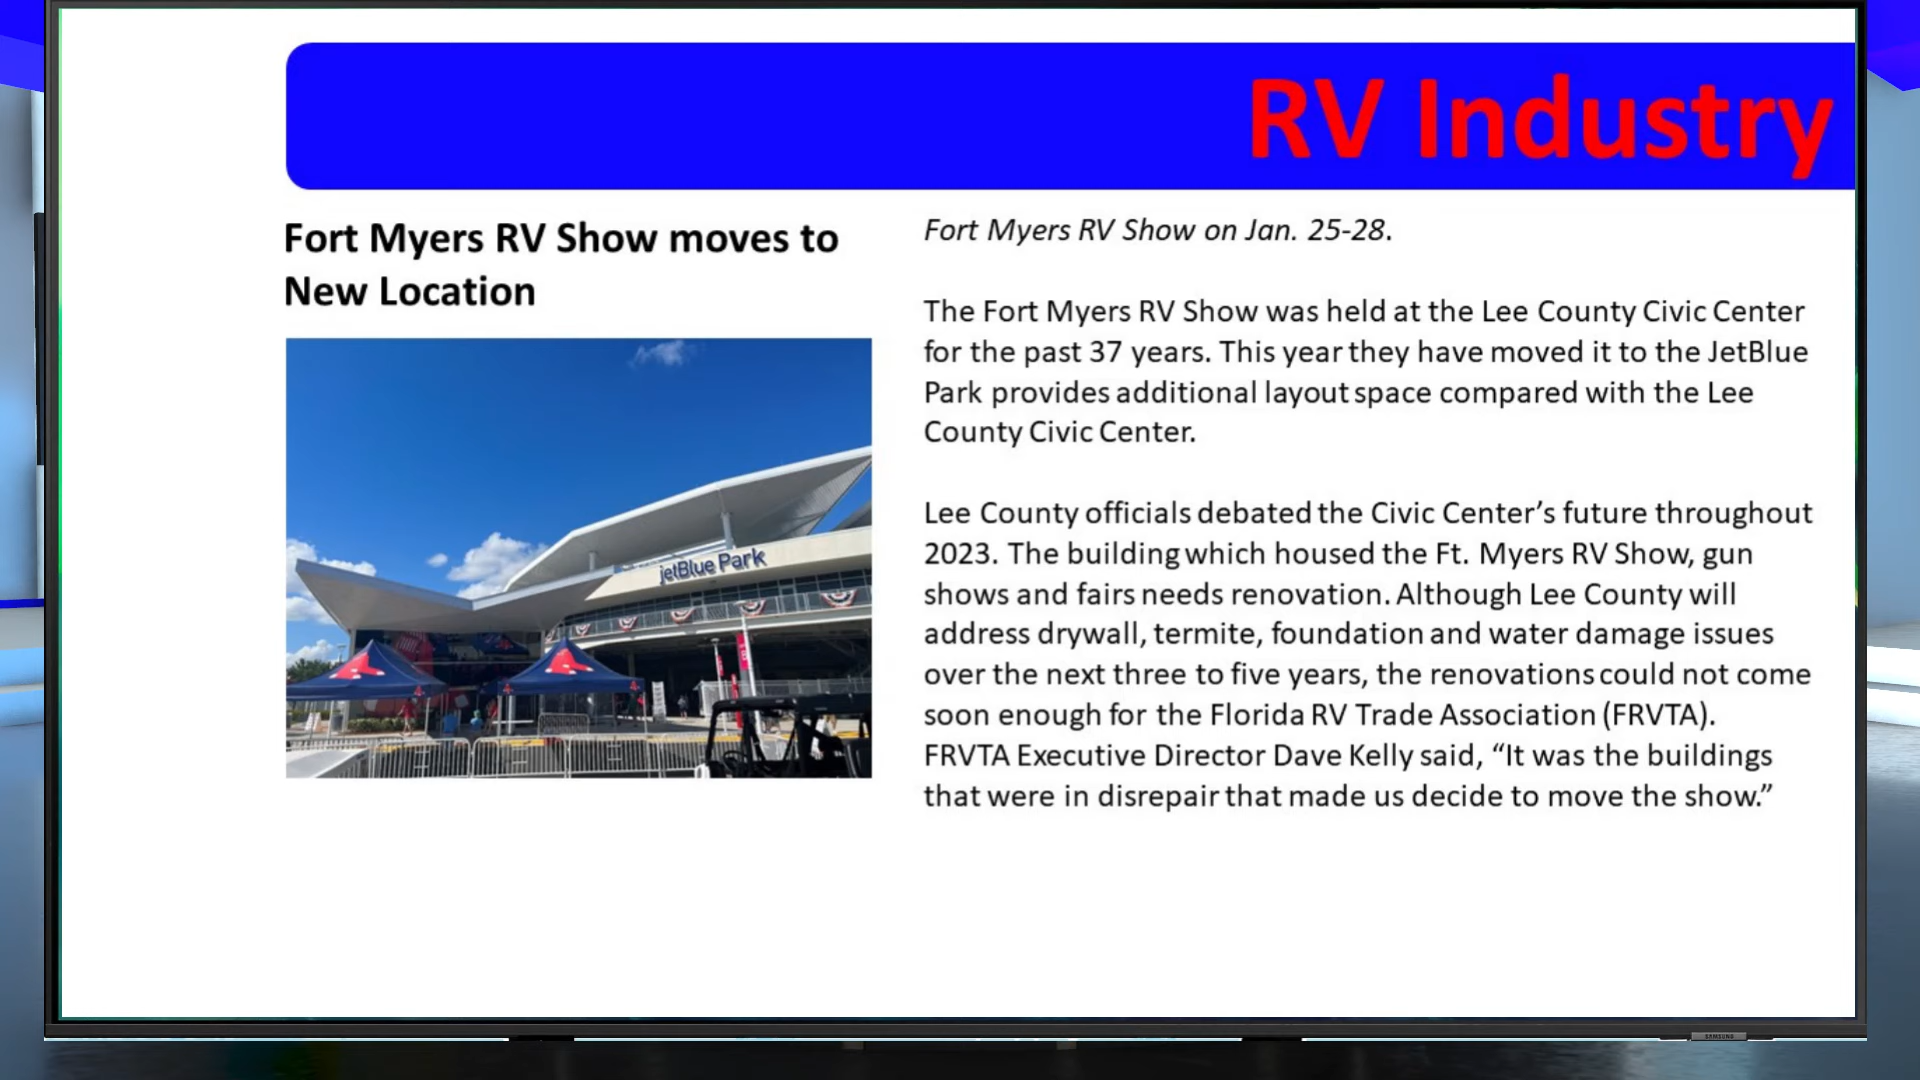 RV Industry
Fort Myers RV Show moves to
New Location
jetBlue Park
Fort Myers RV Show on Jan. 25-28.
The Fort Myers RV Show was held at the Lee County Civic Center
for the past 37 years. This year they have moved it to the JetBlue
Park provides additional layout space compared with the Lee
County Civic Center.
Lee County officials debated the Civic Center’s future throughout
2023. The building which housed the Ft. Myers RV Show, gun
shows and fairs needs renovation. Although Lee County will
address drywall, termite, foundation and water damage issues
over the next three to five years, the renovations could not come
soon enough for the Florida RV Trade Association (FRVTA).
FRVTA Executive Director Dave Kelly said, “It was the buildings
that were in disrepair that made us decide to move the show.”
SAMSUNG